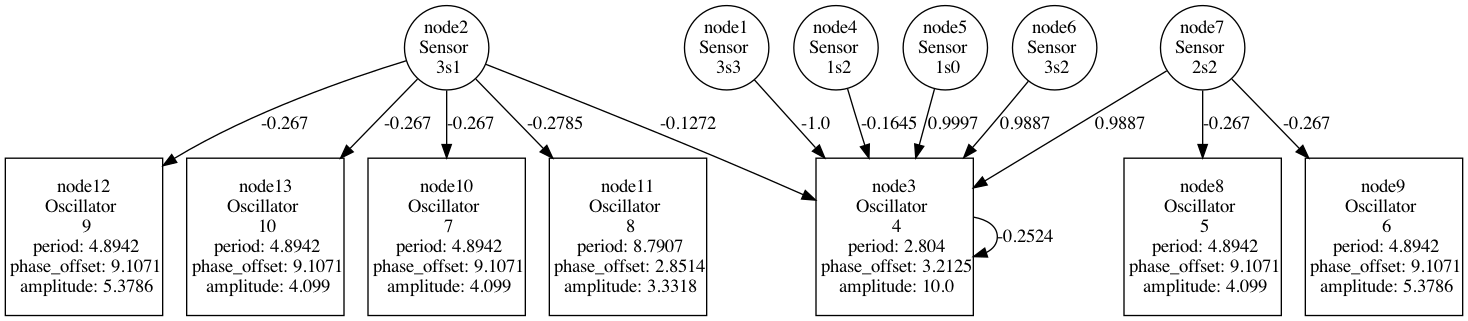 node2
Sensor
3s1
node1
Sensor
3s3
node4
Sensor
1s2
node5
Sensor
1s0
node6
Sensor
3s2
node7
Sensor
2s2
-0.267
-0.267
-0.267
-0.2785
-0.1272
-1.0
-0.1645
0.9997
0.9887
0.9887
-0.267
-0.267
node12
Oscillator
9
period: 4.8942
phase_offset: 9.1071
amplitude: 5.3786
node13
Oscillator
10
period: 4.8942
phase_offset: 9.1071
amplitude: 4.099
node10
Oscillator
7
period: 4.8942
phase_offset: 9.1071
amplitude: 4.099
node11
Oscillator
8
period: 8.7907
phase_offset: 2.8514
amplitude: 3.3318
node3
Oscillator
4
period: 2.804
phase_offset: 3.2125
amplitude: 10.0
-0.2524
node8
Oscillator
5
period: 4.8942
phase_offset: 9.1071
amplitude: 4.099
node9
Oscillator
6
period: 4.8942
phase_offset: 9.1071
amplitude: 5.3786